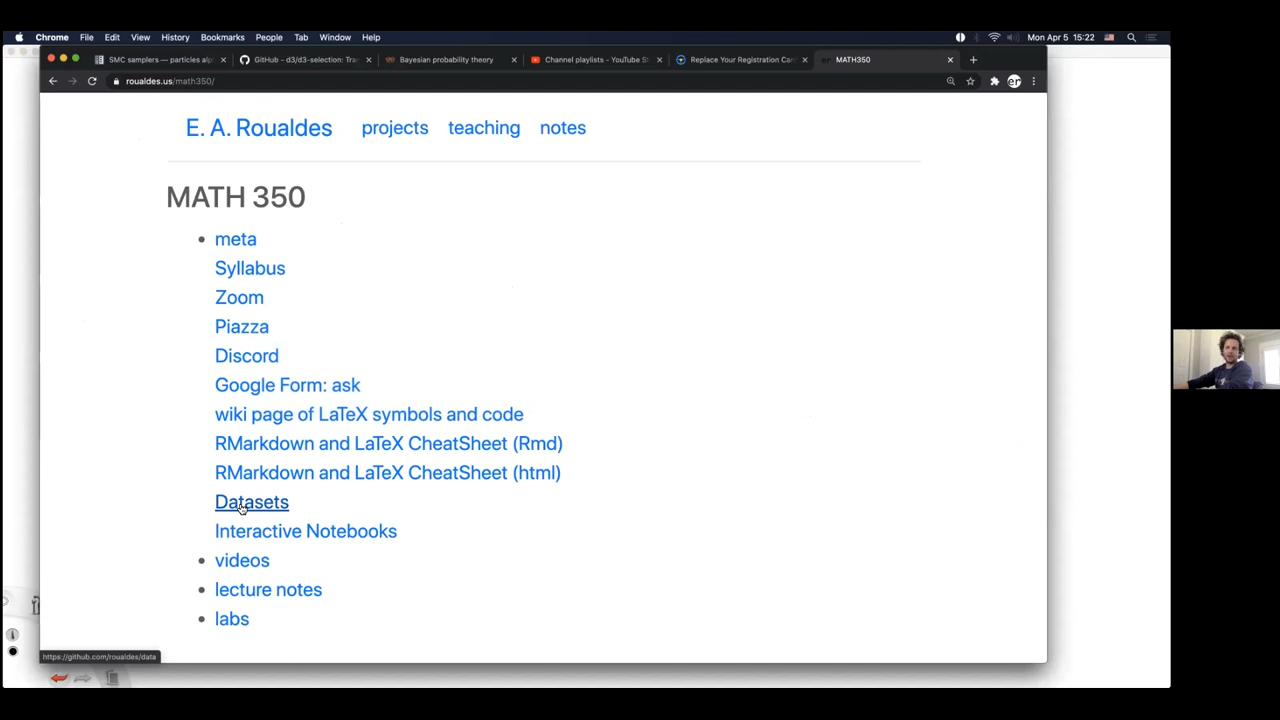 Chrome File Edit View History Bookmarks People Tab Window Help Mon Apr 5 15:22
SMC samplers — particles alp GitHub - d3/d3-selection: Tra Bayesian probability theory Channel playlists - YouTube S Replace Your Registration Car MATH350
roualdes.us/math350/ er
E. A. Roualdes projects teaching notes
MATH 350
meta
Syllabus
Zoom
Piazza
Discord
Google Form: ask
wiki page of LaTeX symbols and code
RMarkdown and LaTeX CheatSheet (Rmd)
RMarkdown and LaTeX CheatSheet (html)
Datasets
Interactive Notebooks
videos
lecture notes
labs
https://github.com/roualdes/data